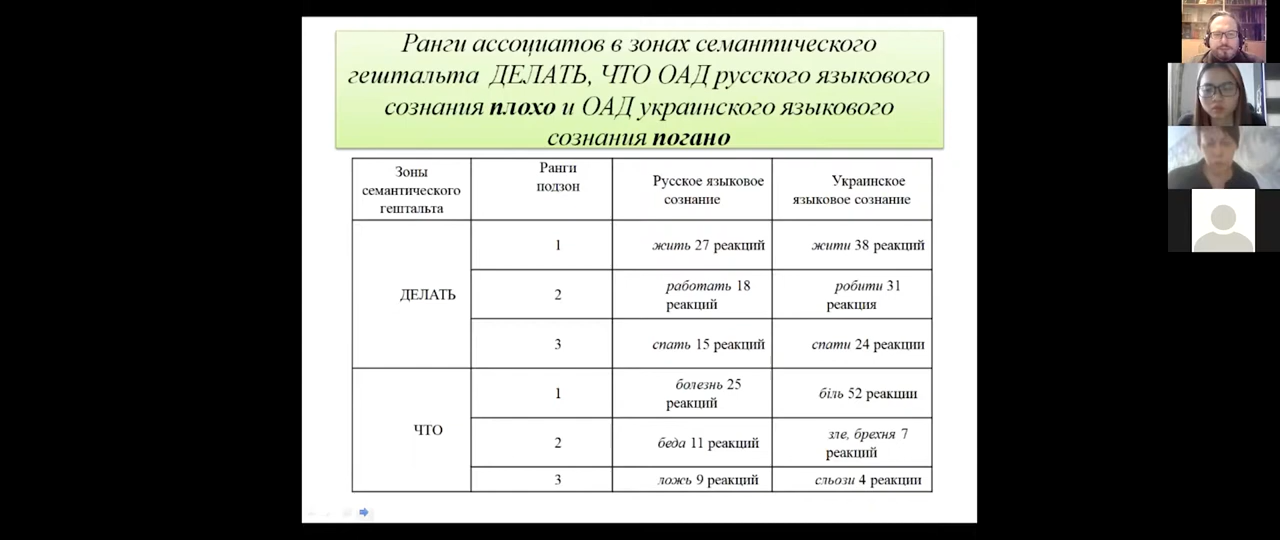 Ранги ассоциатов в зонах семантического
гештальта ДЕЛАТЬ, ЧТО ОАД русского языкового
сознания плохо и ОАД украинского языкового
сознания погано
Зоны
семантического
гештальта
Ранги
подзон
Русское языковое
сознание
Украинское
языковое сознание
ДЕЛАТЬ
1
жить 27 реакций
жити 38 реакций
2
работать 18
реакций
робити 31
реакция
3
спать 15 реакций
спати 24 реакции
ЧТО
1
болезнь 25
реакций
біль 52 реакции
2
беда 11 реакций
зле, брехня 7
реакций
3
ложь 9 реакций
сльози 4 реакции